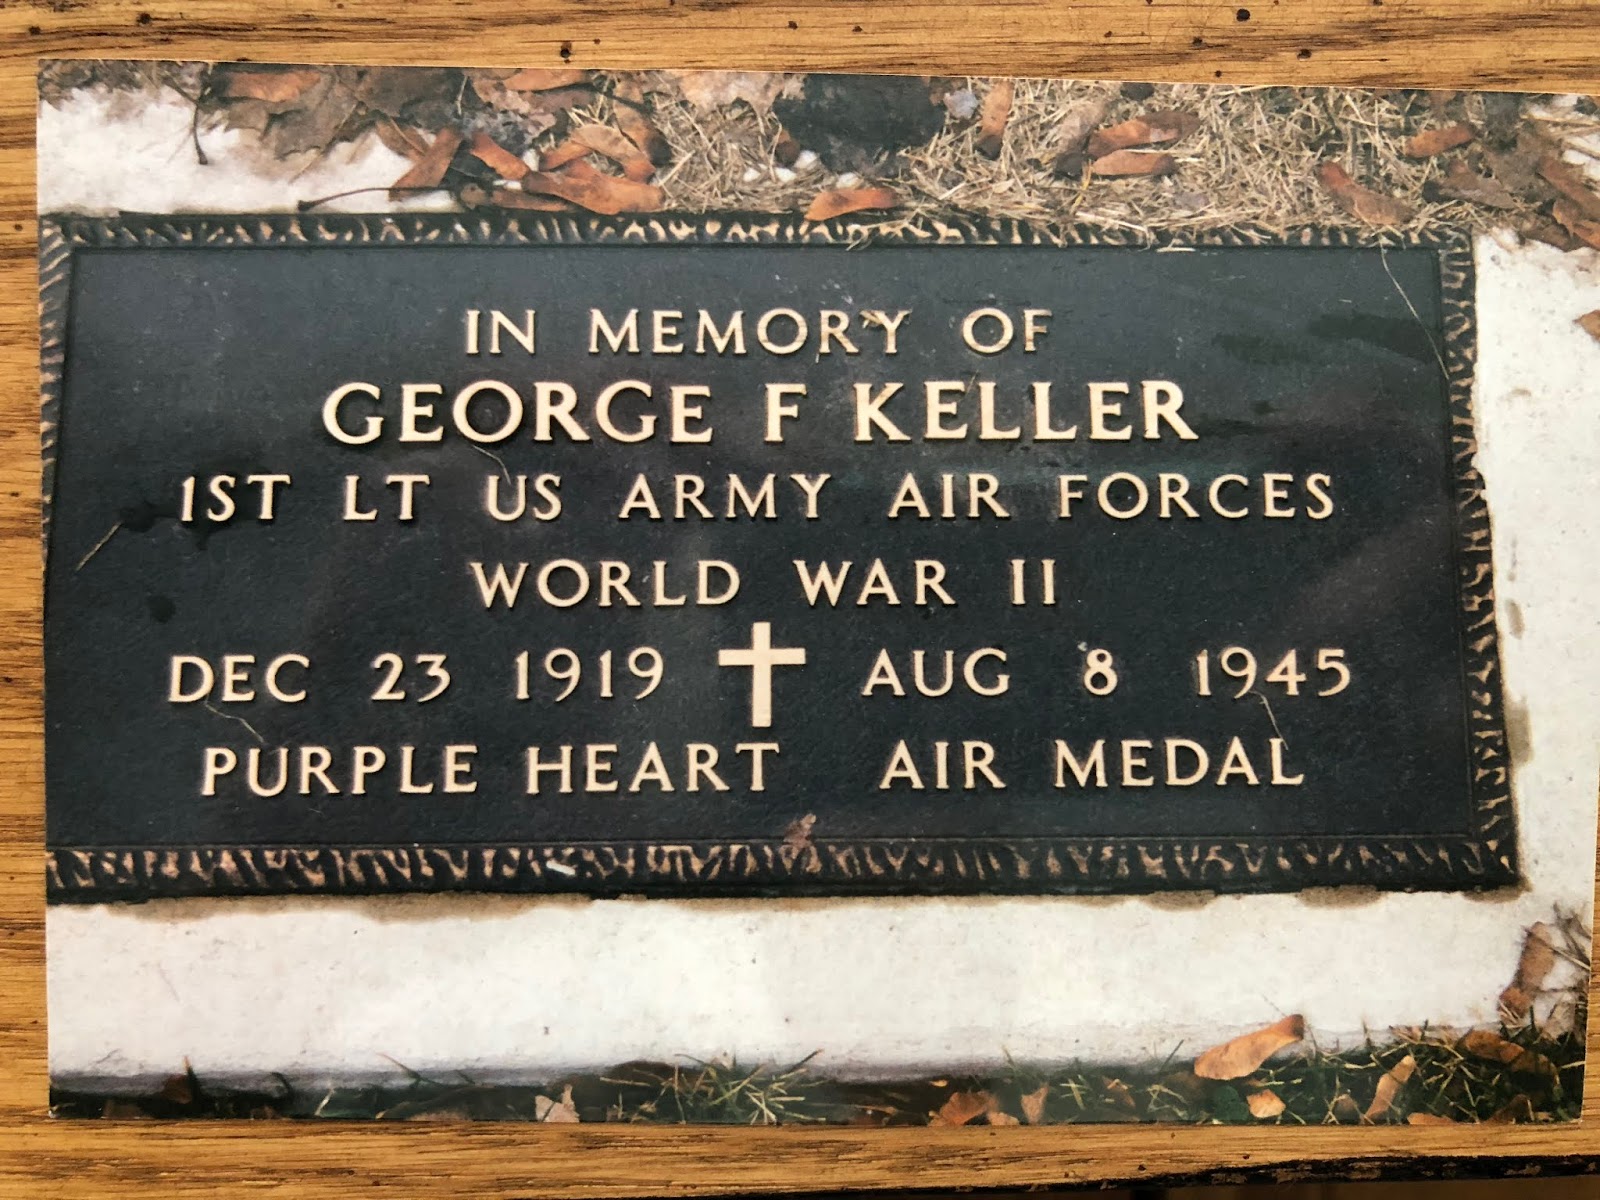 IN MEMORY OF
GEORGE F KELLER
1ST LT US ARMY AIR FORCES
WORLD WAR II
DEC 23 1919 ✝ AUG 8 1945
PURPLE HEART AIR MEDAL